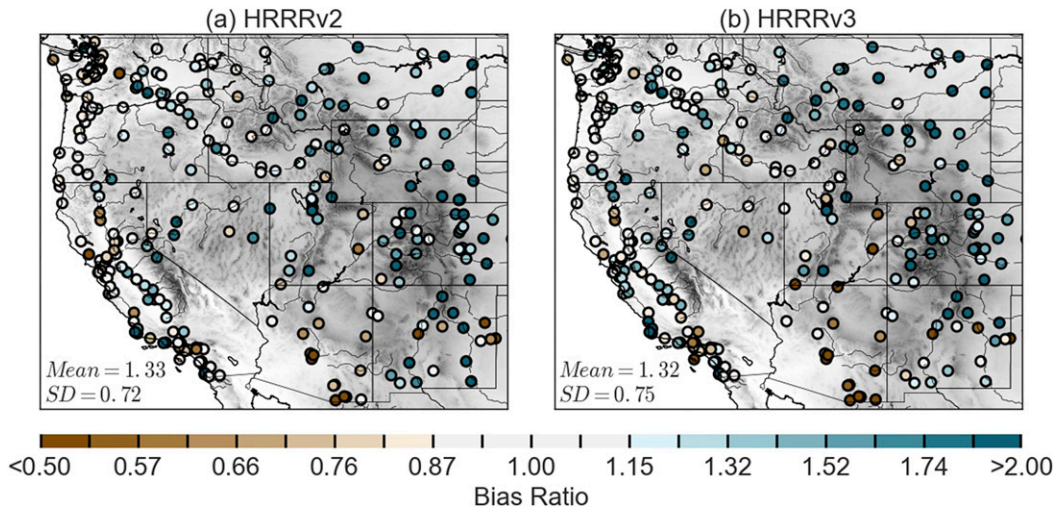 (a) HRRRv2
(b) HRRRv3
Mean = 1.33
SD = 0.72
Mean = 1.32
SD = 0.75
<0.50 0.57 0.66 0.76 0.87 1.00 1.15 1.32 1.52 1.74 >2.00
Bias Ratio